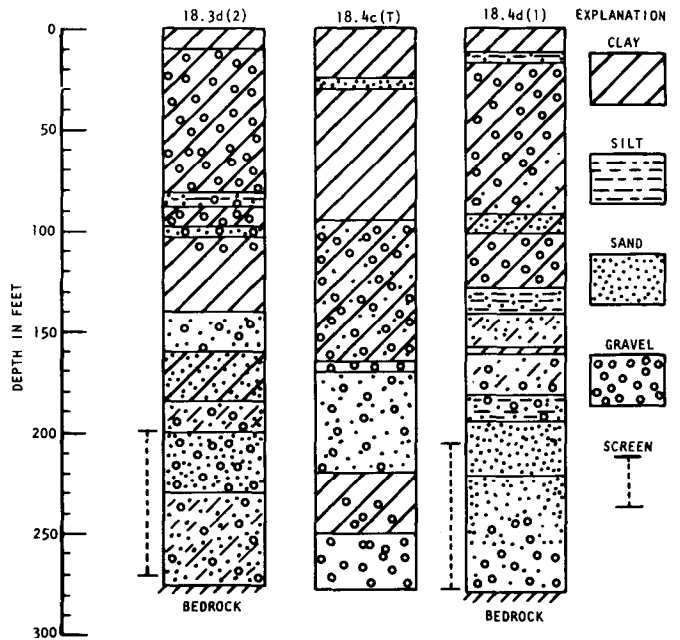 18.3d(2)
18.4c(T)
18.4d(1)
EXPLANATION
0
50
100
150
200
250
300
DEPTH IN FEET
BEDROCK
BEDROCK
CLAY
SILT
SAND
GRAVEL
SCREEN